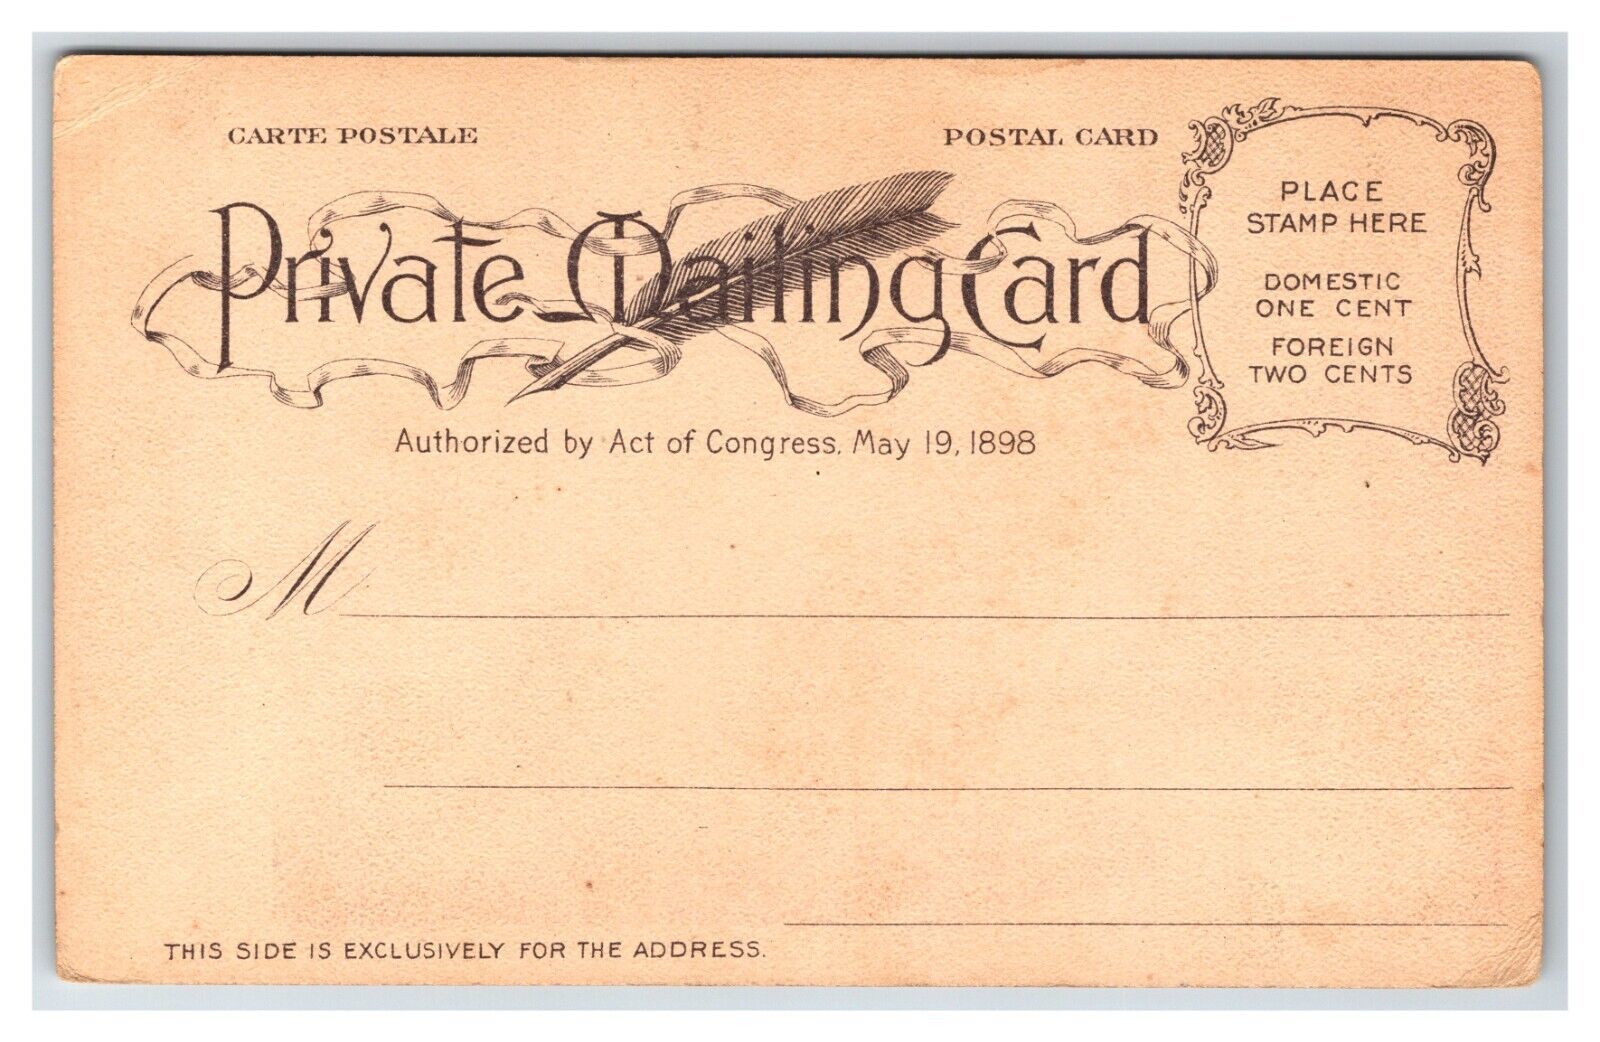 CARTE POSTALE
POSTAL CARD
Private Mailing Card
Authorized by Act of Congress, May 19, 1898
PLACE
STAMP HERE
DOMESTIC
ONE CENT
FOREIGN
TWO CENTS
M
THIS SIDE IS EXCLUSIVELY FOR THE ADDRESS.